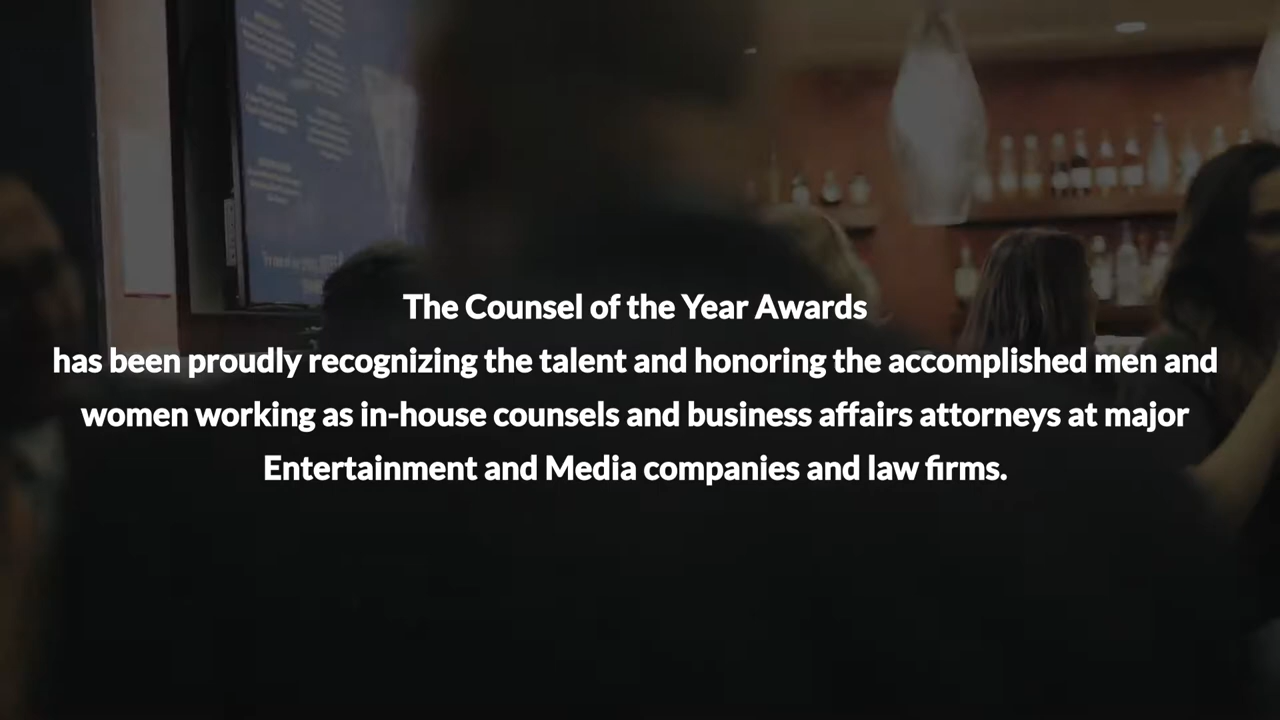 The Counsel of the Year Awards
has been proudly recognizing the talent and honoring the accomplished men and
women working as in-house counsels and business affairs attorneys at major
Entertainment and Media companies and law firms.